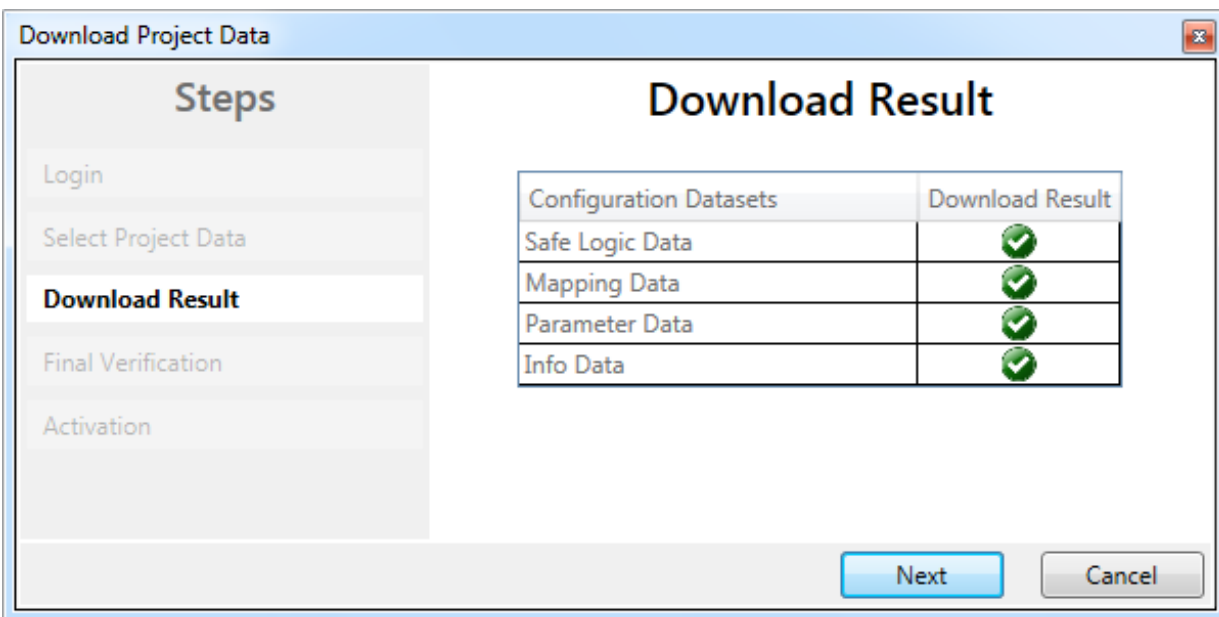 Download Project Data
Steps
Login
Select Project Data
Download Result
Final Verification
Activation
Download Result
Configuration Datasets Download Result
Safe Logic Data
Mapping Data
Parameter Data
Info Data
Next Cancel